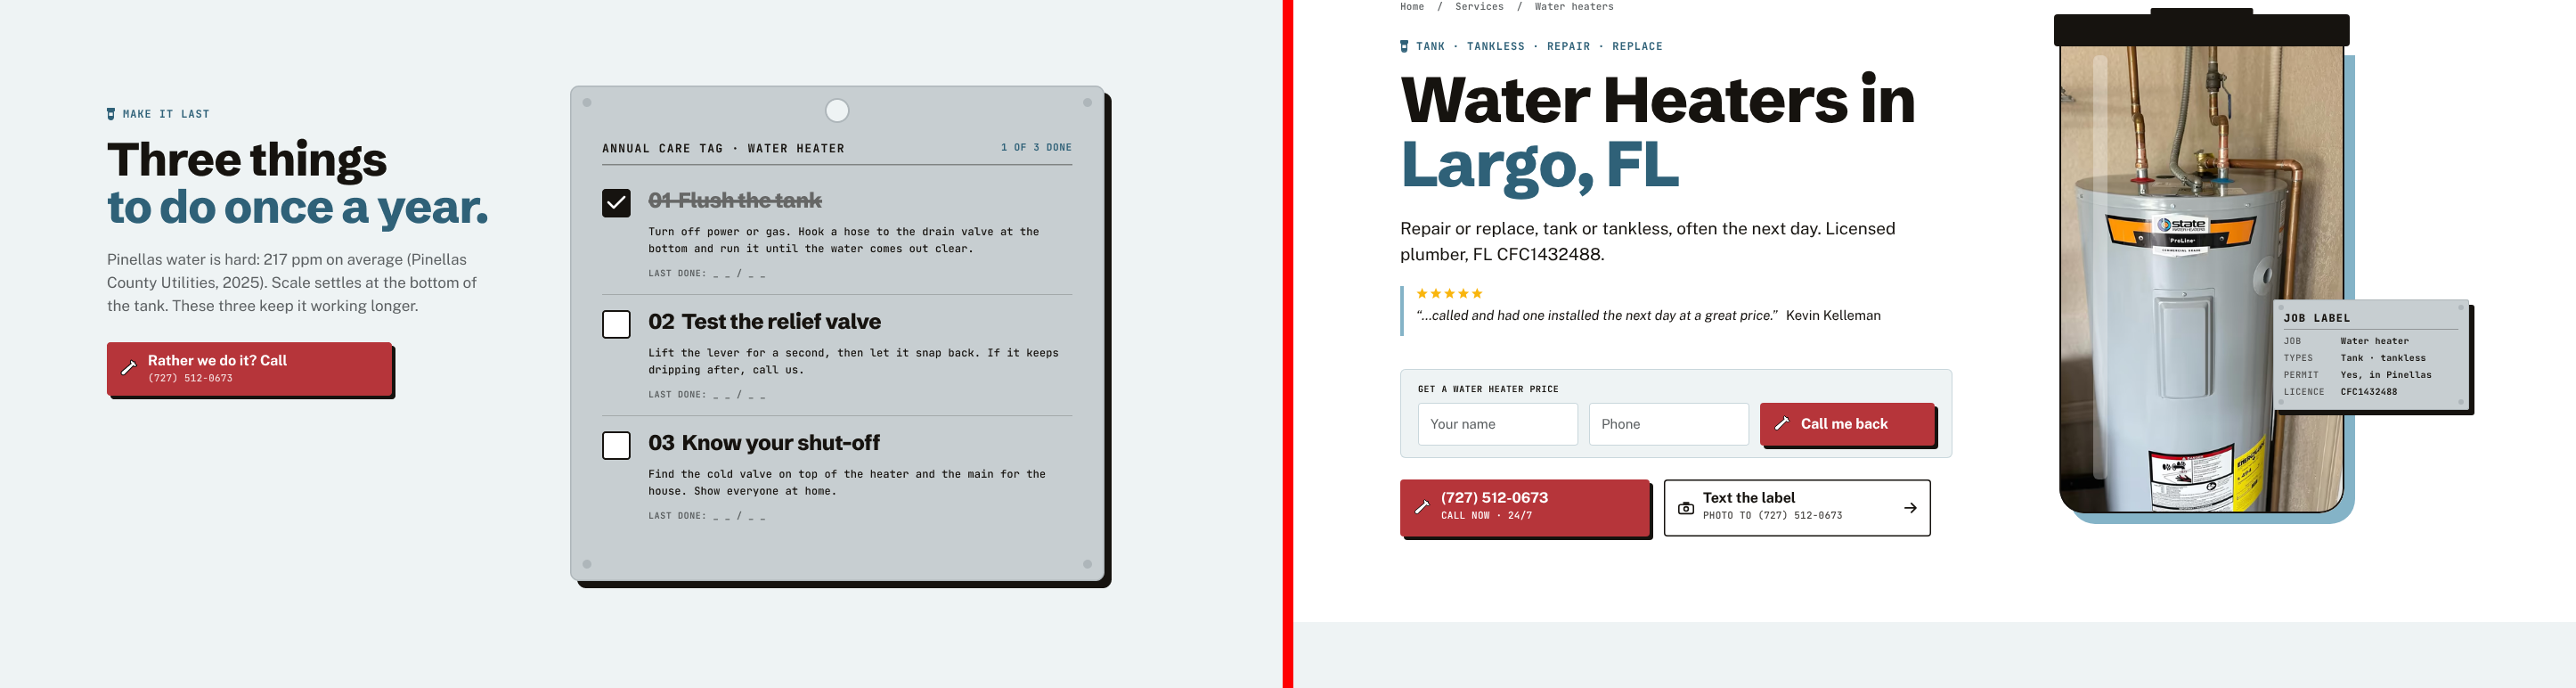 MAKE IT LAST
Three things
to do once a year.
Pinellas water is hard: 217 ppm on average (Pinellas
County Utilities, 2025). Scale settles at the bottom of
the tank. These three keep it working longer.
Rather we do it? Call
(727) 512-0673
ANNUAL CARE TAG · WATER HEATER
1 OF 3 DONE
01 Flush the tank
Turn off power or gas. Hook a hose to the drain valve at the
bottom and run it until the water comes out clear.
LAST DONE: _ _ / _ _
02 Test the relief valve
Lift the lever for a second, then let it snap back. If it keeps
dripping after, call us.
LAST DONE: _ _ / _ _
03 Know your shut-off
Find the cold valve on top of the heater and the main for the
house. Show everyone at home.
LAST DONE: _ _ / _ _
Home / Services / Water heaters
TANK · TANKLESS · REPAIR · REPLACE
Water Heaters in
Largo, FL
Repair or replace, tank or tankless, often the next day. Licensed
plumber, FL CFC1432488.
“...called and had one installed the next day at a great price.” Kevin Kelleman
GET A WATER HEATER PRICE
Your name
Phone
Call me back
(727) 512-0673
CALL NOW · 24/7
Text the label
PHOTO TO (727) 512-0673
state
ProLine
JOB LABEL
JOB Water heater
TYPES Tank · tankless
PERMIT Yes, in Pinellas
LICENCE CFC1432488